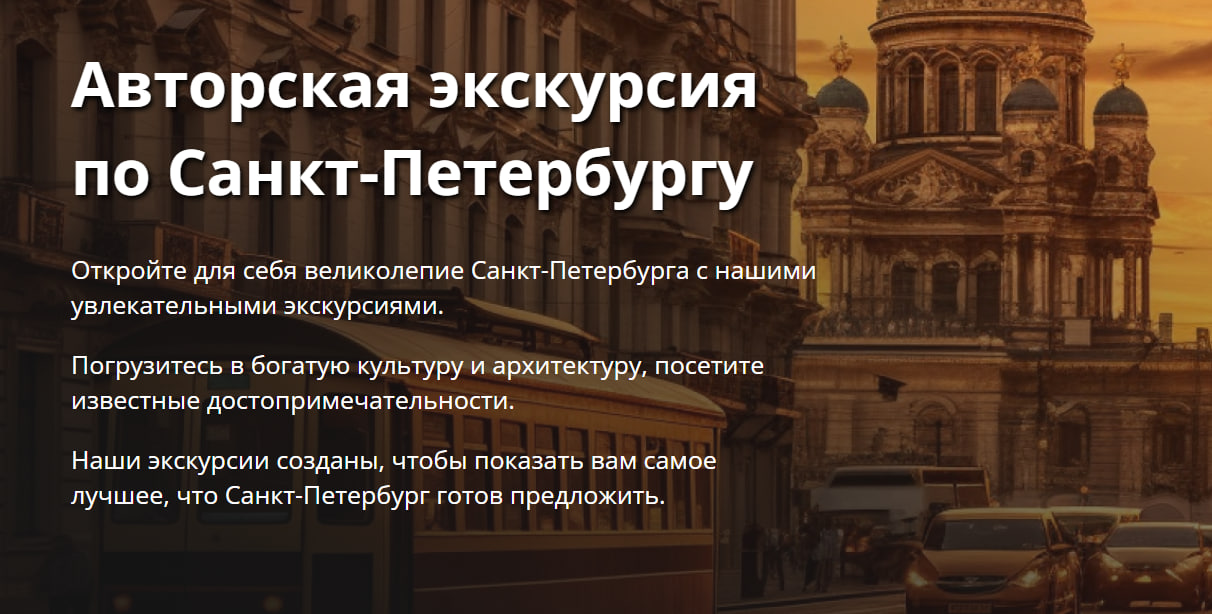 Авторская экскурсия
по Санкт-Петербургу
Откройте для себя великолепие Санкт-Петербурга с нашими
увлекательными экскурсиями.
Погрузитесь в богатую культуру и архитектуру, посетите
известные достопримечательности.
Наши экскурсии созданы, чтобы показать вам самое
лучшее, что Санкт-Петербург готов предложить.